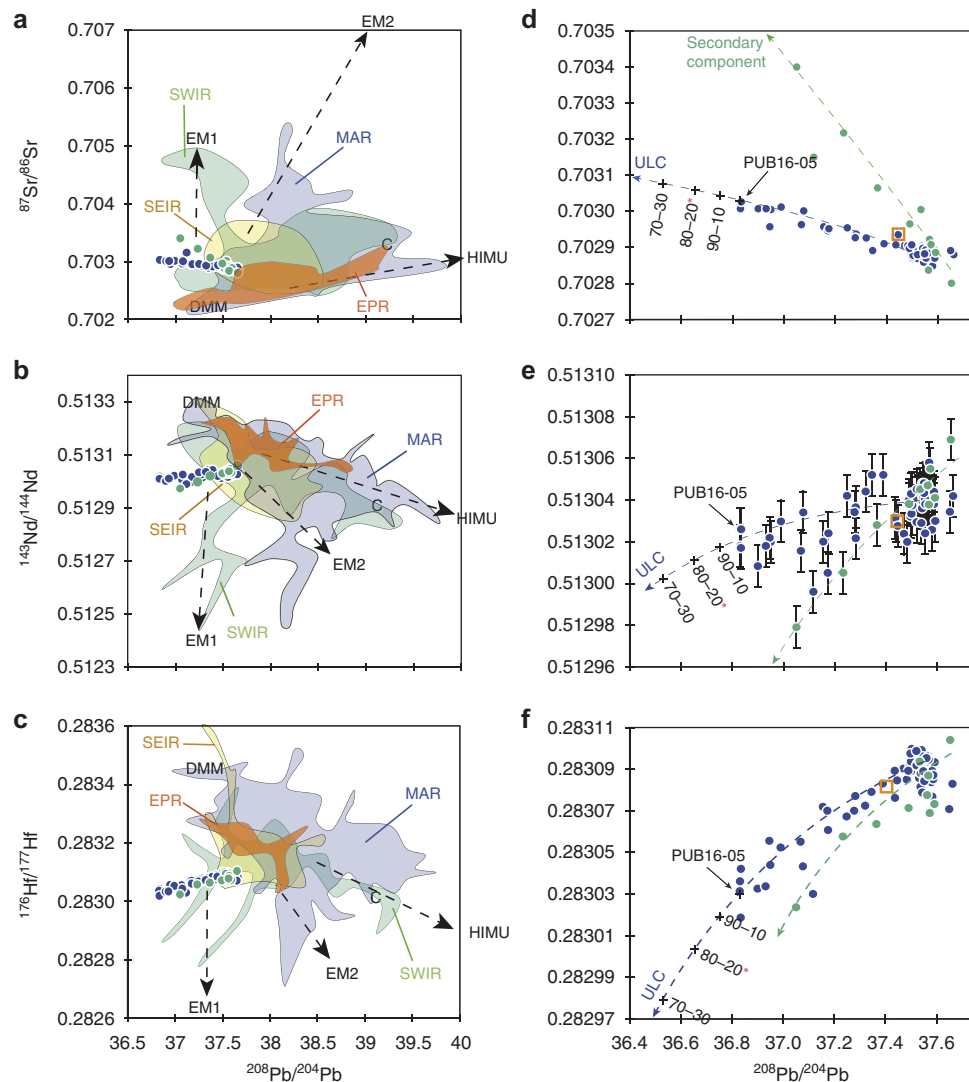 a
0.707
0.706
0.705
0.704
0.703
0.702
87Sr/86Sr
EM2
SWIR
EM1
MAR
SEIR
C
HIMU
DMM
EPR
b
0.5133
0.5131
0.5129
0.5127
0.5125
0.5123
143Nd/144Nd
DMM
EPR
MAR
SEIR
C
HIMU
EM2
EM1
SWIR
c
0.2836
0.2834
0.2832
0.2830
0.2828
0.2826
176Hf/177Hf
SEIR
DMM
EPR
MAR
C
HIMU
SWIR
EM2
EM1
36.5 37 37.5 38 38.5 39 39.5 40
208Pb/204Pb
d
0.7035
0.7034
0.7033
0.7032
0.7031
0.7030
0.7029
0.7028
0.7027
Secondary
component
ULC
PUB16-05
70–30
80–20*
90–10
e
0.51310
0.51308
0.51306
0.51304
0.51302
0.51300
0.51298
0.51296
PUB16-05
ULC
90–10
80–20*
70–30
f
0.28311
0.28309
0.28307
0.28305
0.28303
0.28301
0.28299
0.28297
PUB16-05
90–10
80–20*
70–30
ULC
36.4 36.6 36.8 37.0 37.2 37.4 37.6
208Pb/204Pb